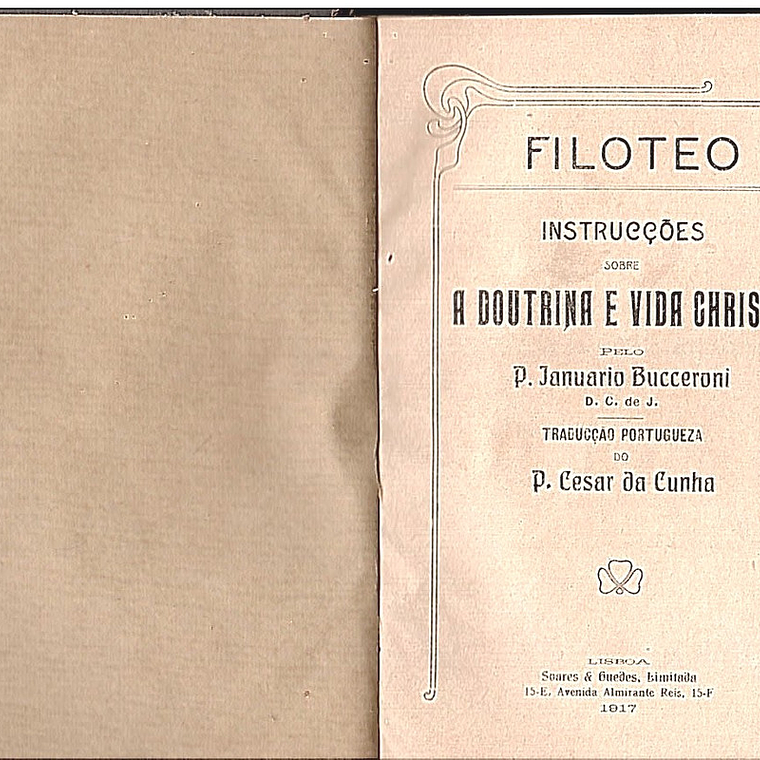 FILOTEO
INSTRUCÇÕES
SOBRE
A DOUTRINA E VIDA CHRIS
PELO
P. Januario Bucceroni
D. C. de J.
TRADUCÇÃO PORTUGUEZA
DO
P. Cesar da Cunha
LISBOA
Soares & Guedes, Limitada
15-E, Avenida Almirante Reis, 15-F
1917